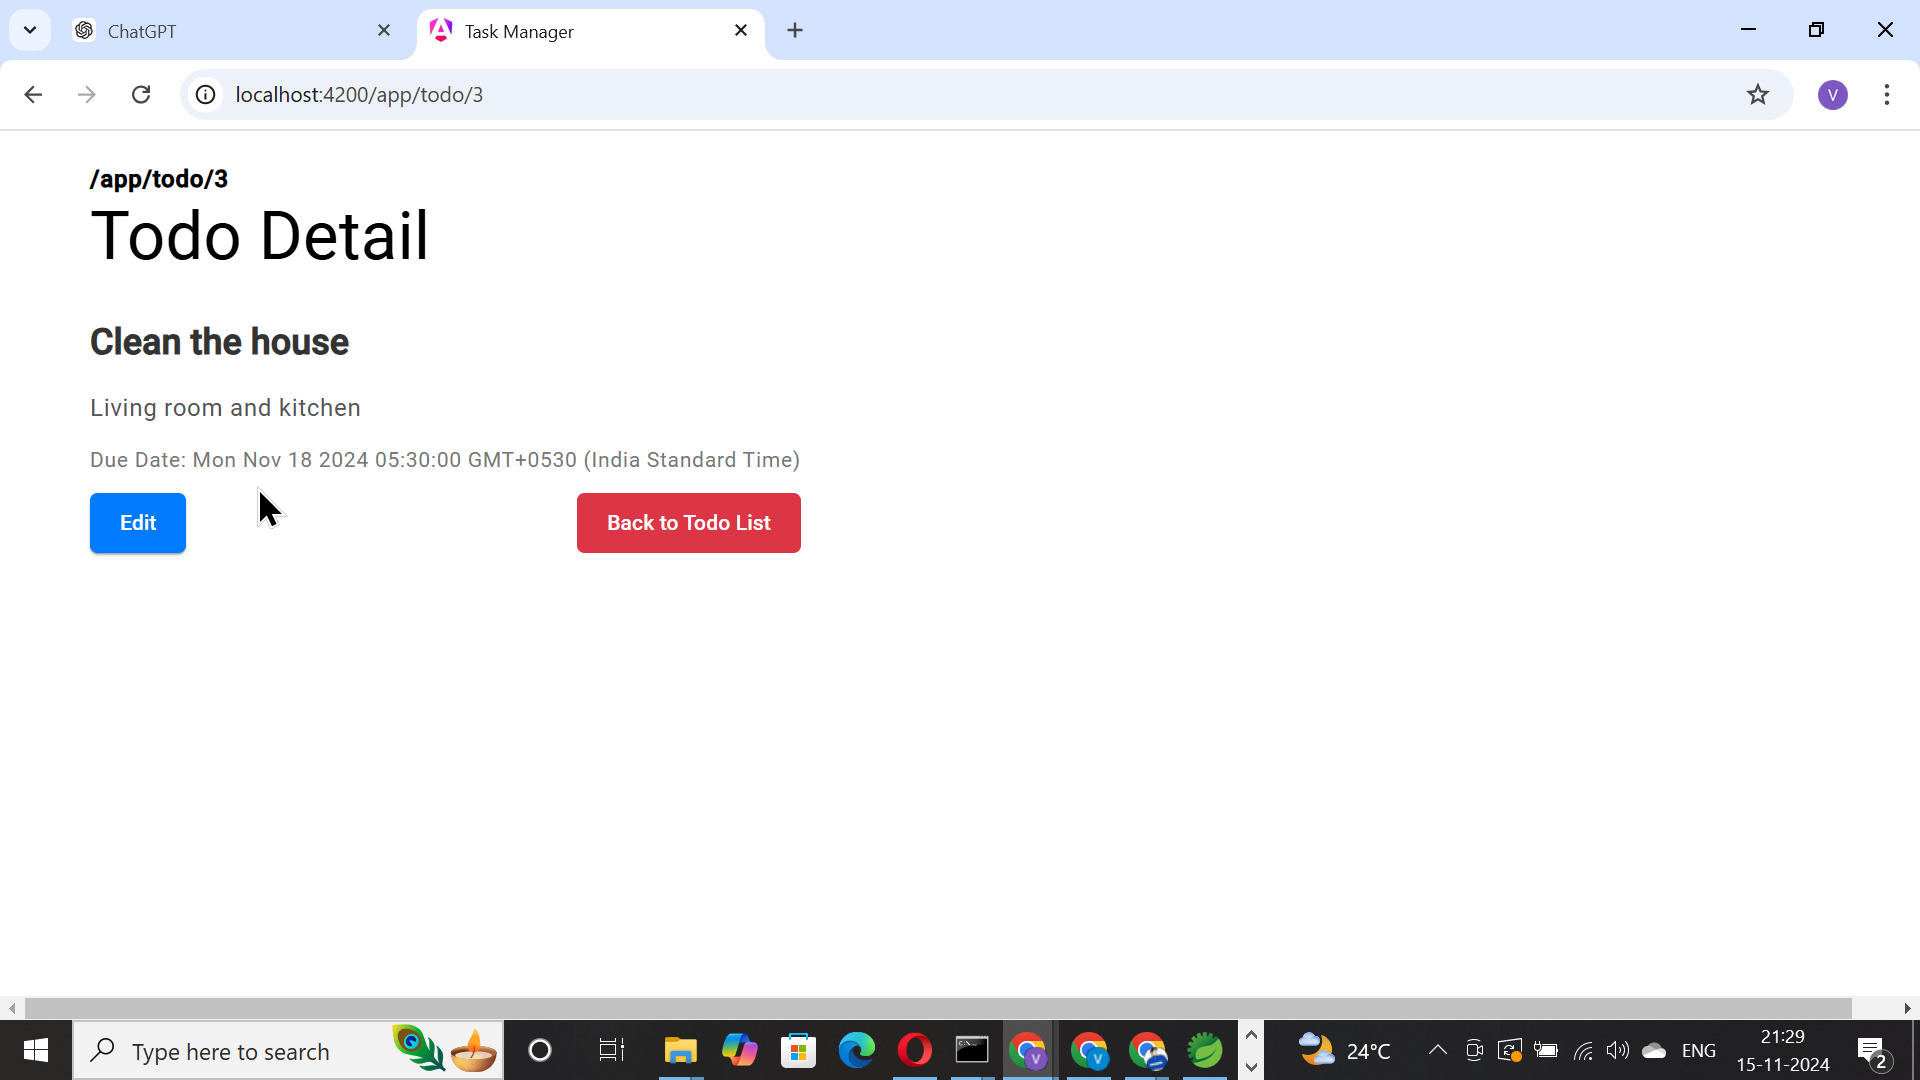 ChatGPT
Task Manager
localhost:4200/app/todo/3
V
/app/todo/3
Todo Detail
Clean the house
Living room and kitchen
Due Date: Mon Nov 18 2024 05:30:00 GMT+0530 (India Standard Time)
Edit
Back to Todo List
Type here to search
V
V
24°C
ENG
21:29
15-11-2024
2